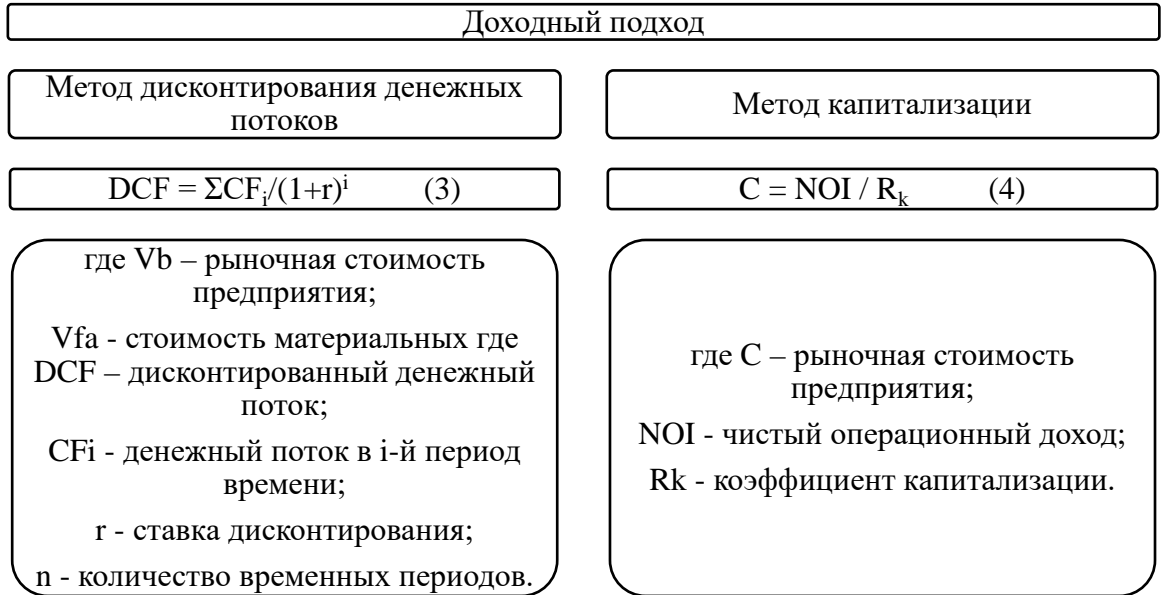 Доходный подход
Метод дисконтирования денежных
потоков
Метод капитализации
DCF = ΣCFᵢ/(1+r)ⁱ (3)
C = NOI / Rₖ (4)
где Vb – рыночная стоимость
предприятия;
Vfa - стоимость материальных где
DCF – дисконтированный денежный
поток;
CFi - денежный поток в i-й период
времени;
r - ставка дисконтирования;
n - количество временных периодов.
где С – рыночная стоимость
предприятия;
NOI - чистый операционный доход;
Rk - коэффициент капитализации.